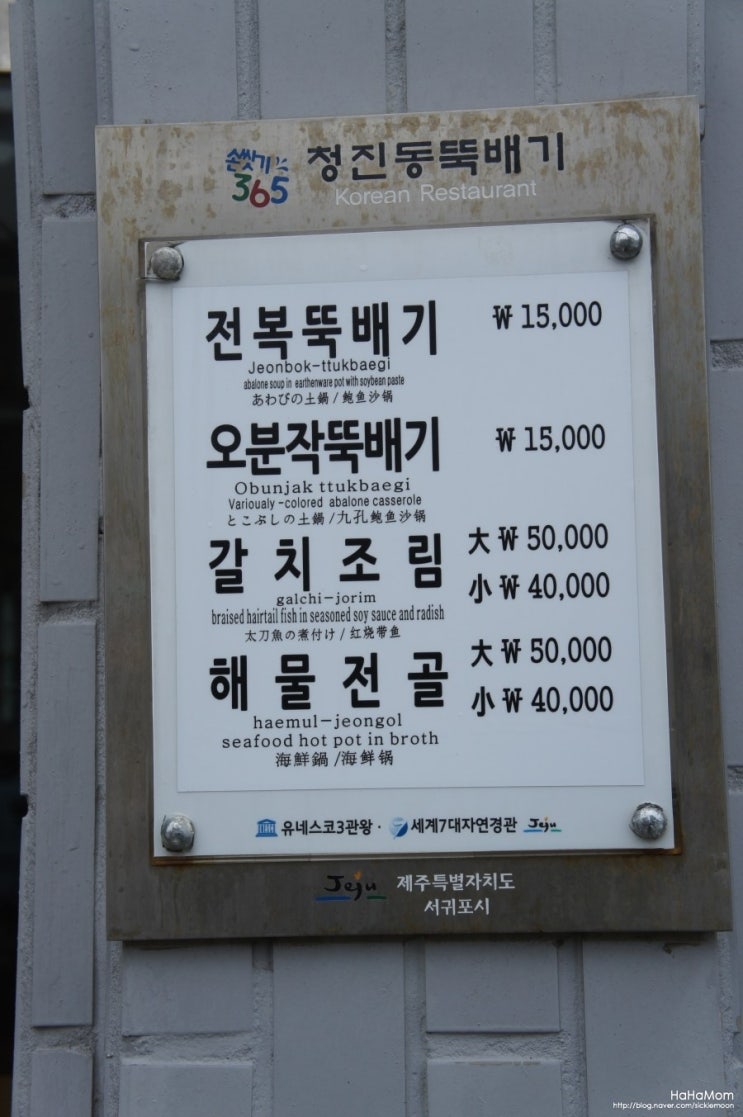 손씻기 365 청진동뚝배기
Korean Restaurant
전복뚝배기 ₩ 15,000
Jeonbok-ttukbaegi
abalone soup in earthenware pot with soybean paste
あわびの土鍋 / 鲍鱼沙锅
오분작뚝배기 ₩ 15,000
Obunjak ttukbaegi
Varioualy-colored abalone casserole
とこぶしの土鍋 / 九孔鲍鱼沙锅
갈치조림 大 ₩ 50,000
小 ₩ 40,000
galchi-jorim
braised hairtail fish in seasoned soy sauce and radish
太刀魚の煮付け / 红烧带鱼
해물전골 大 ₩ 50,000
小 ₩ 40,000
haemul-jeongol
seafood hot pot in broth
海鮮鍋 /海鲜锅
유네스코3관왕 · 세계7대자연경관 Jeju
Jeju 제주특별자치도
서귀포시
HaHaMom
http://blog.naver.com/sickiemoon